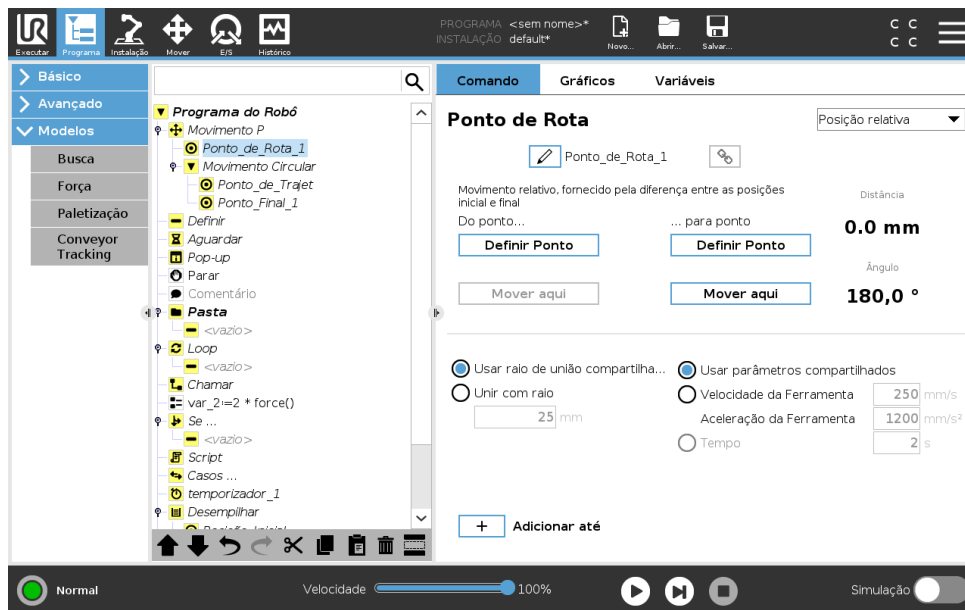 Executar
Programa
Instalação
Mover
E/S
Histórico
PROGRAMA <sem nome>*
INSTALAÇÃO default*
Novo...
Abrir...
Salvar...
C C
C C
Básico
Avançado
Modelos
Busca
Força
Paletização
Conveyor
Tracking
Programa do Robô
Movimento P
Ponto_de_Rota_1
Movimento Circular
Ponto_de_Trajet
Ponto_Final_1
Definir
Aguardar
Pop-up
Parar
Comentário
Pasta
<vazio>
Loop
<vazio>
Chamar
var_2:=2 * force()
Se ...
<vazio>
Script
Casos ...
temporizador_1
Desempilhar
Posição_Inicial
Comando Gráficos Variáveis
Ponto de Rota
Posição relativa
Ponto_de_Rota_1
Movimento relativo, fornecido pela diferença entre as posições
inicial e final
Do ponto... ... para ponto
Definir Ponto Definir Ponto
Mover aqui Mover aqui
Distância
0.0 mm
Ângulo
180,0 °
Usar raio de união compartilha...
Unir com raio
25 mm
Usar parâmetros compartilhados
Velocidade da Ferramenta 250 mm/s
Aceleração da Ferramenta 1200 mm/s²
Tempo 2 s
+ Adicionar até
Normal
Velocidade 100%
Simulação